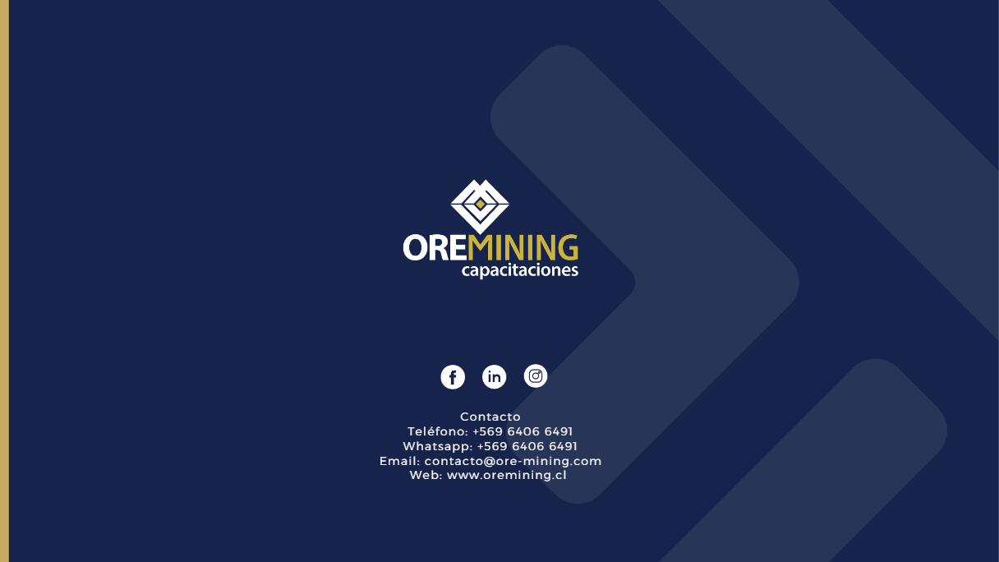 OREMINING
capacitaciones
Contacto
Teléfono: +569 6406 6491
Whatsapp: +569 6406 6491
Email: contacto@ore-mining.com
Web: www.oremining.cl